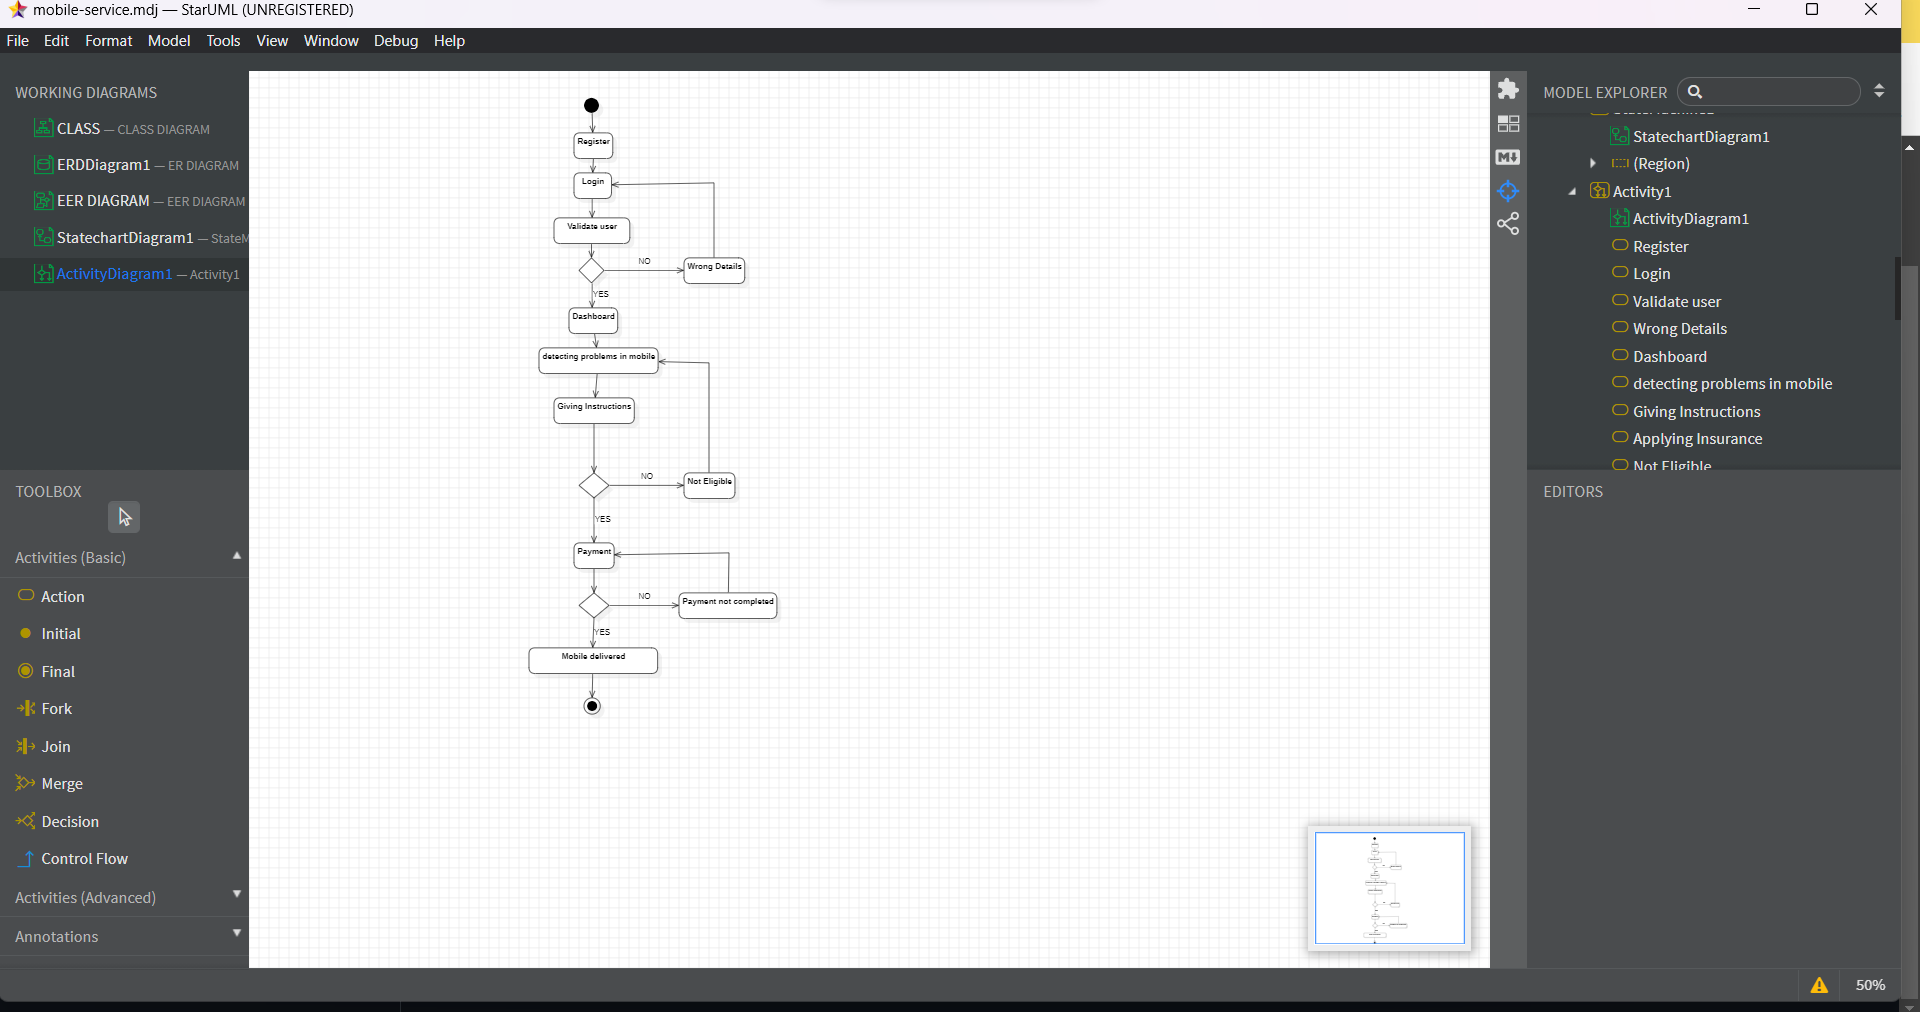 mobile-service.mdj — StarUML (UNREGISTERED)
File Edit Format Model Tools View Window Debug Help
WORKING DIAGRAMS
CLASS — CLASS DIAGRAM
ERDDiagram1 — ER DIAGRAM
EER DIAGRAM — EER DIAGRAM
StatechartDiagram1 — StateM
ActivityDiagram1 — Activity1
TOOLBOX
Activities (Basic)
Action
Initial
Final
Fork
Join
Merge
Decision
Control Flow
Activities (Advanced)
Annotations
Register
Login
Validate user
NO
Wrong Details
YES
Dashboard
detecting problems in mobile
Giving Instructions
NO
Not Eligible
YES
Payment
NO
Payment not completed
YES
Mobile delivered
MODEL EXPLORER
StatechartDiagram1
(Region)
Activity1
ActivityDiagram1
Register
Login
Validate user
Wrong Details
Dashboard
detecting problems in mobile
Giving Instructions
Applying Insurance
Not Eligible
EDITORS
50%